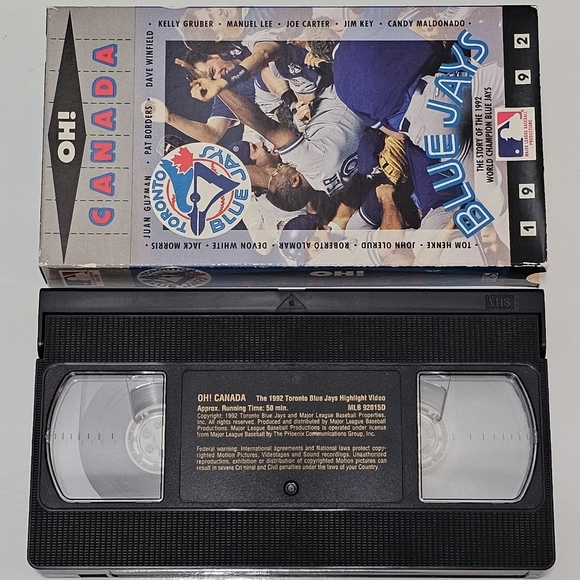 OH!
CANADA
DAVE WINFIELD • KELLY GRUBER • MANUEL LEE • JOE CARTER • JIM KEY • CANDY MALDONADO •
JUAN GUZMAN • PAT BORDERS
TORONTO
BLUE JAYS
BLUE JAYS
THE STORY OF THE 1992
WORLD CHAMPION BLUE JAYS
MAJOR LEAGUE BASEBALL
PRODUCTIONS
1992
JACK MORRIS • DEVON WHITE • ROBERTO ALOMAR • JOHN OLERUD • TOM HENKE •
OH!
VHS
OH! CANADA The 1992 Toronto Blue Jays Highlight Video
Approx. Running Time: 50 min. MLB 92015D
Copyright: 1992 Toronto Blue Jays and Major League Baseball Properties,
Inc. All rights reserved. Produced and distributed by Major League Baseball
Productions. Major League Baseball Productions is operated under license
from Major League Baseball by The PHoenix Communications Group, Inc.
Federal warning: International agreements and National laws protect copy-
righted Motion Pictures, Videotapes and Sound recordings. Unauthorized
reproduction, exhibition or distribution of copyrighted Motion pictures can
result in severe Criminal and Civil penalties under the laws of your Country.